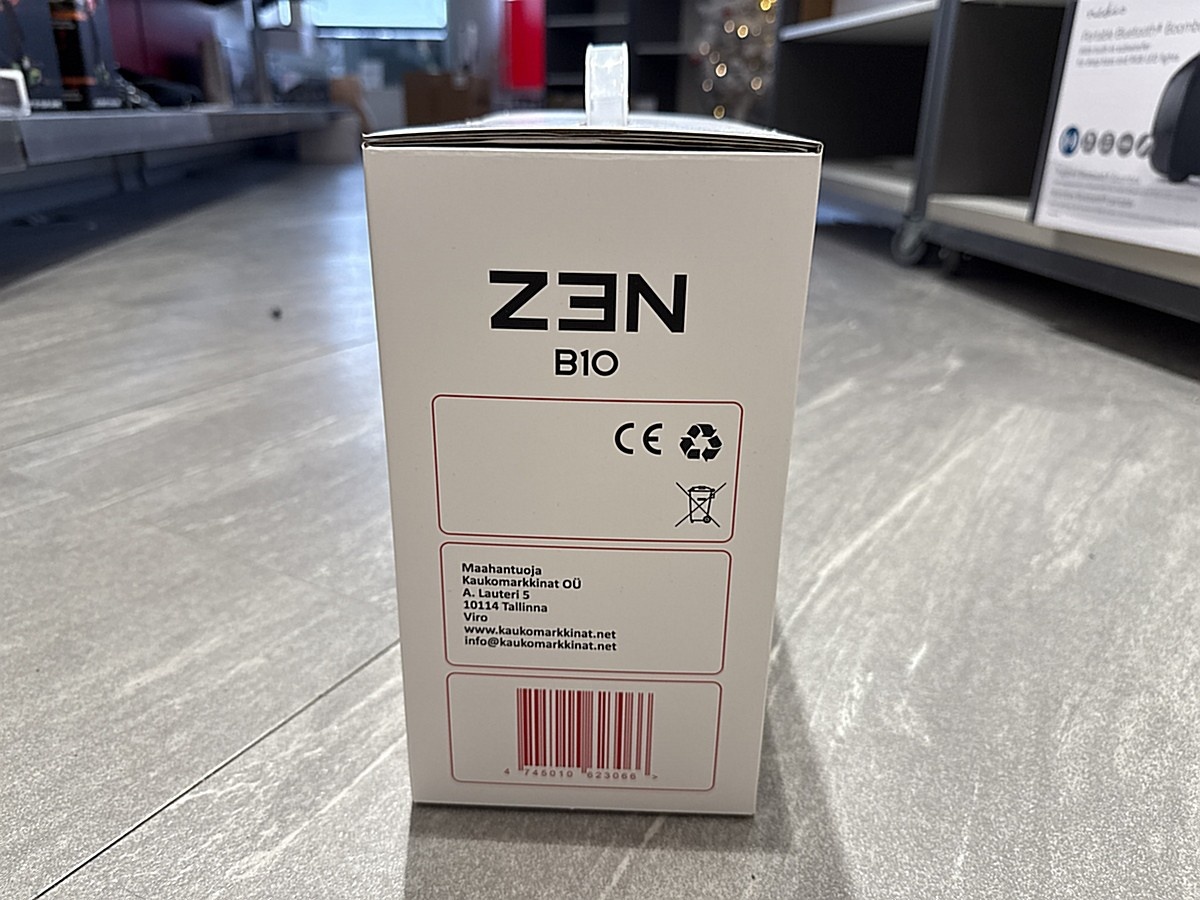 ZEN
B10
CE
Maahantuoja
Kaukomarkkinat OÜ
A. Lauteri 5
10114 Tallinna
Viro
www.kaukomarkkinat.net
info@kaukomarkkinat.net
4 745010 623066 >